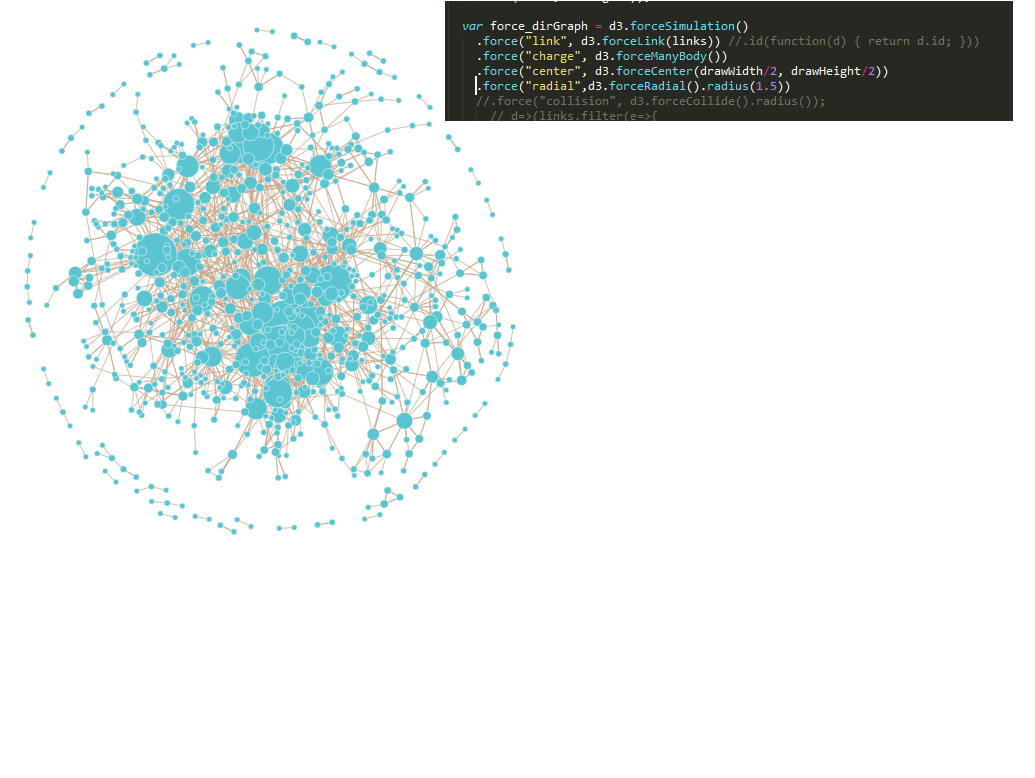 var force_dirGraph = d3.forceSimulation()
.force("link", d3.forceLink(links)) //.id(function(d) { return d.id; }))
.force("charge", d3.forceManyBody())
.force("center", d3.forceCenter(drawWidth/2, drawHeight/2))
.force("radial",d3.forceRadial().radius(1.5))
//.force("collision", d3.forceCollide().radius());
// d=>(links.filter(e=>{